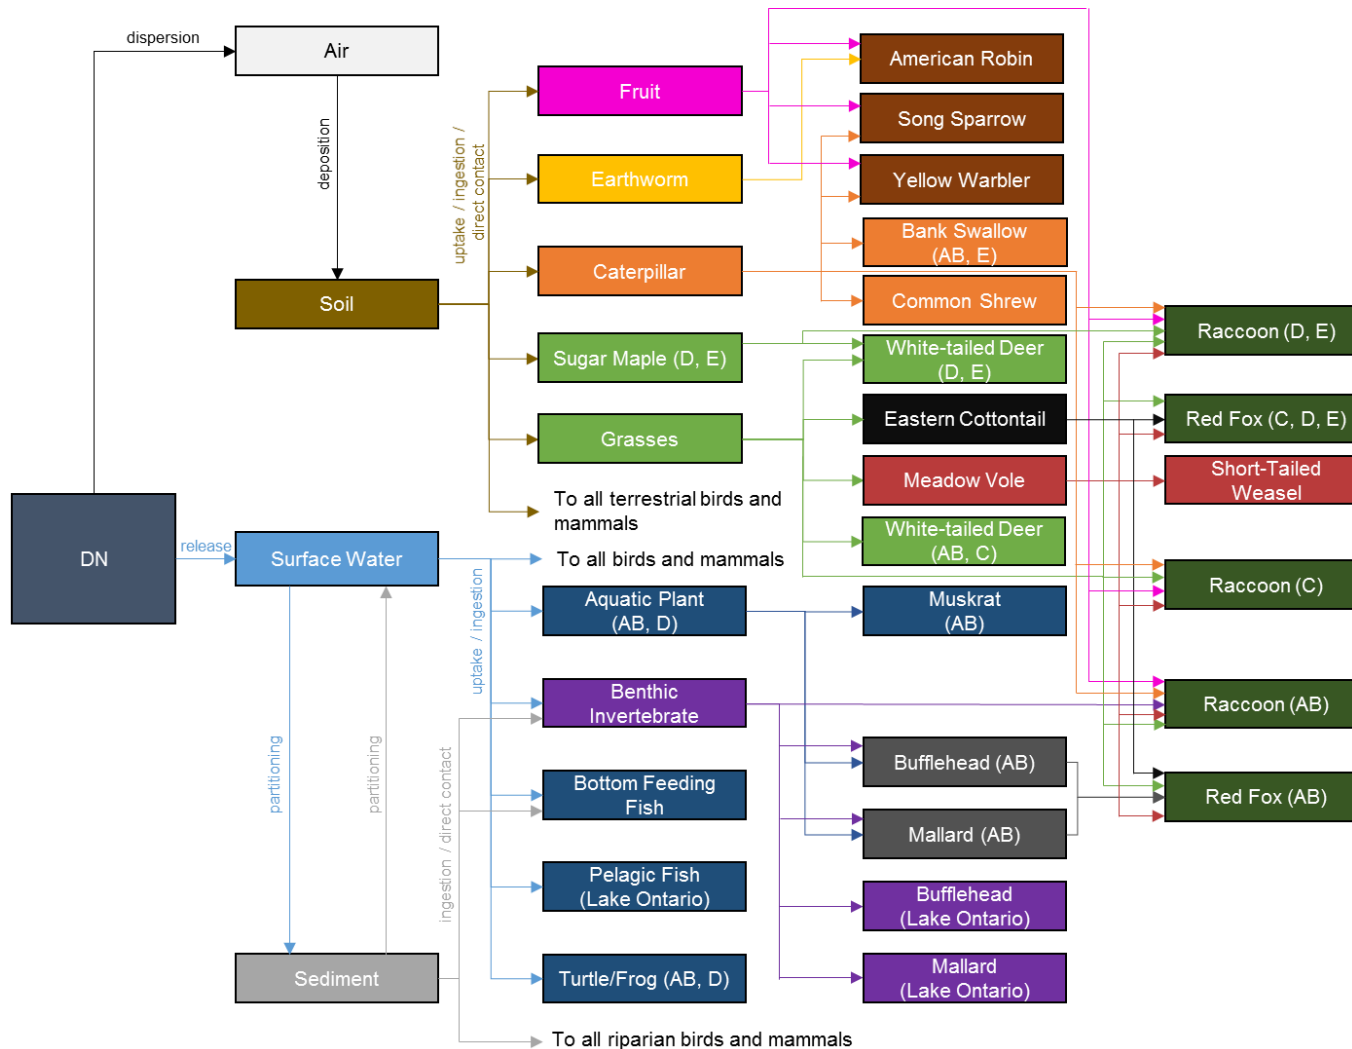 dispersion
Air
deposition
Soil
uptake / ingestion /
direct contact
Fruit
Earthworm
Caterpillar
Sugar Maple (D, E)
Grasses
To all terrestrial birds and
mammals
American Robin
Song Sparrow
Yellow Warbler
Bank Swallow
(AB, E)
Common Shrew
White-tailed Deer
(D, E)
Eastern Cottontail
Meadow Vole
White-tailed Deer
(AB, C)
Raccoon (D, E)
Red Fox (C, D, E)
Short-Tailed
Weasel
Raccoon (C)
Raccoon (AB)
Red Fox (AB)
DN
release
Surface Water
partitioning
partitioning
Sediment
uptake / ingestion
ingestion / direct contact
To all birds and mammals
Aquatic Plant
(AB, D)
Benthic
Invertebrate
Bottom Feeding
Fish
Pelagic Fish
(Lake Ontario)
Turtle/Frog (AB, D)
To all riparian birds and mammals
Muskrat
(AB)
Bufflehead (AB)
Mallard (AB)
Bufflehead
(Lake Ontario)
Mallard
(Lake Ontario)